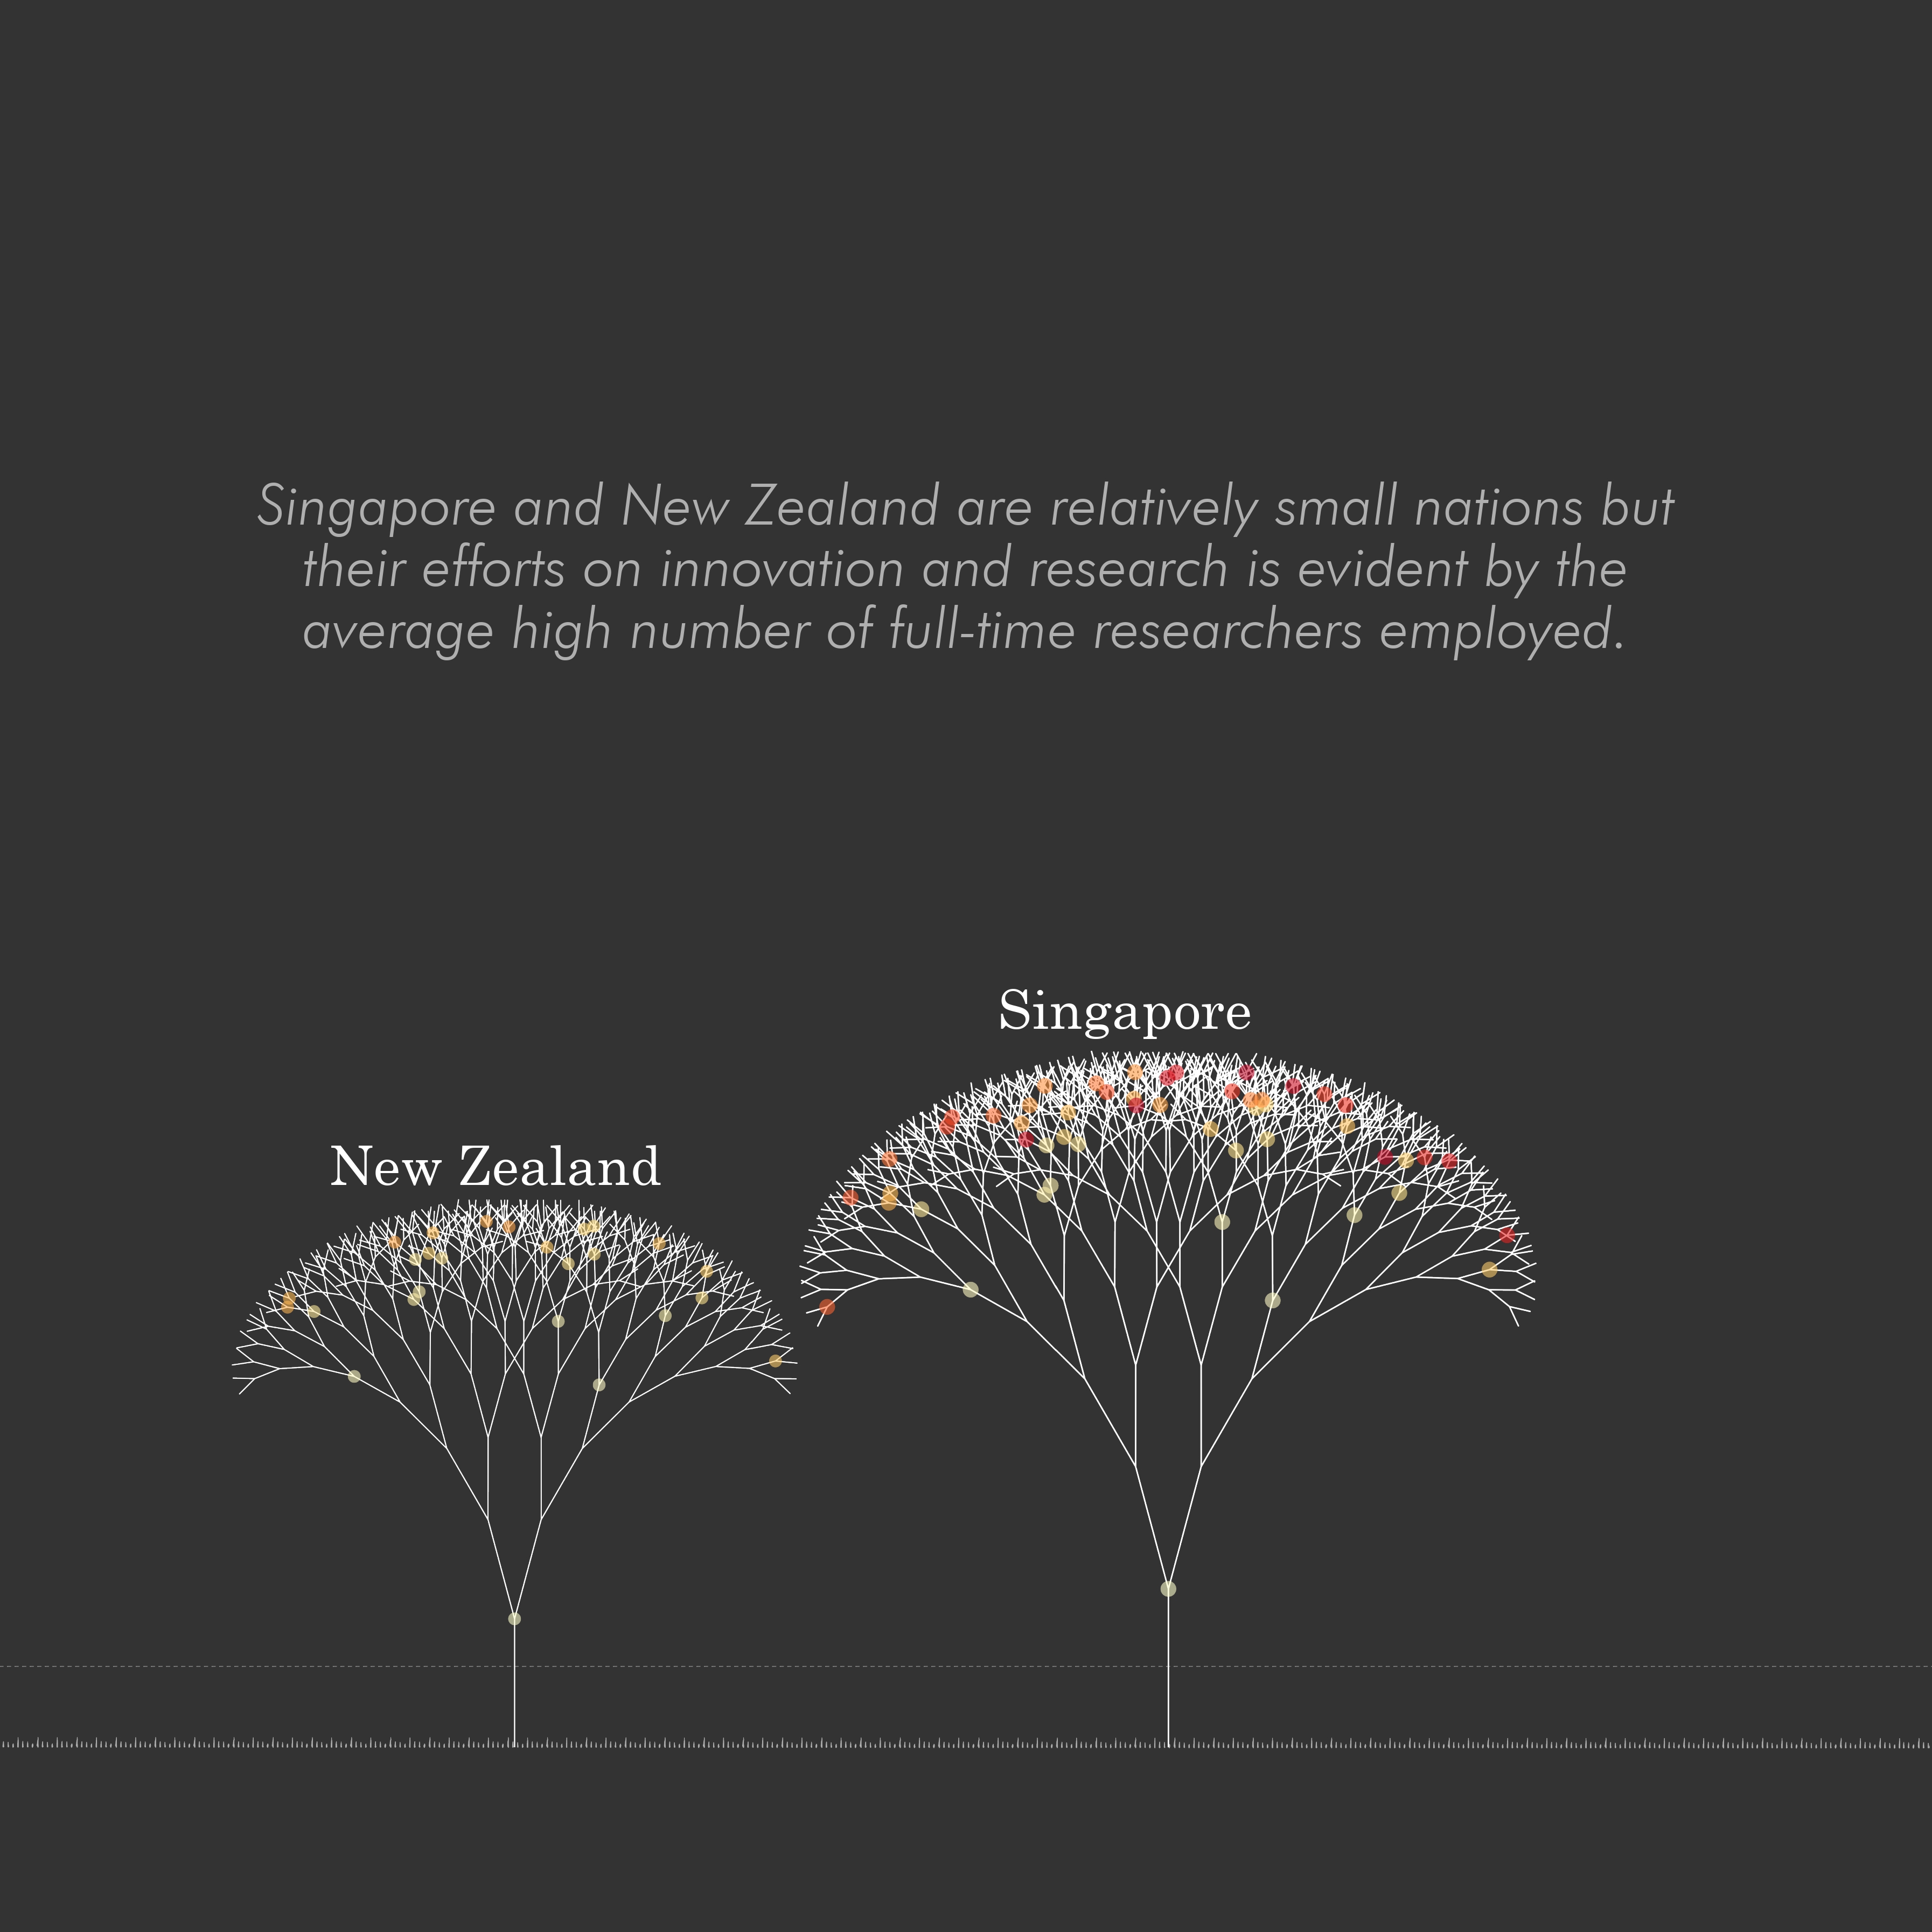 Singapore and New Zealand are relatively small nations but
their efforts on innovation and research is evident by the
average high number of full-time researchers employed.
Singapore
New Zealand